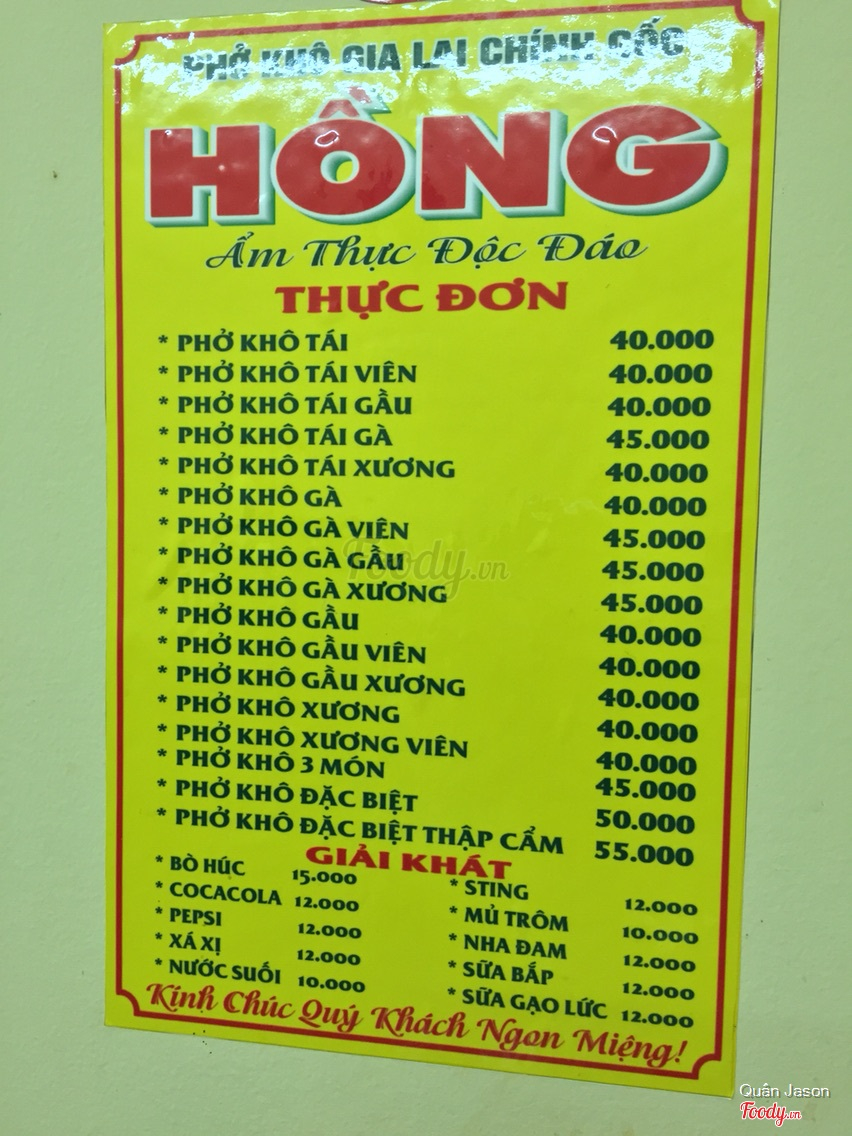 PHỞ KHÔ GIA LAI CHÍNH GỐC
HỒNG
Ẩm Thực Độc Đáo
THỰC ĐƠN
* PHỞ KHÔ TÁI 40.000
* PHỞ KHÔ TÁI VIÊN 40.000
* PHỞ KHÔ TÁI GẦU 40.000
* PHỞ KHÔ TÁI GÀ 45.000
* PHỞ KHÔ TÁI XƯƠNG 40.000
* PHỞ KHÔ GÀ 40.000
* PHỞ KHÔ GÀ VIÊN 45.000
* PHỞ KHÔ GÀ GẦU 45.000
* PHỞ KHÔ GÀ XƯƠNG 45.000
* PHỞ KHÔ GẦU 40.000
* PHỞ KHÔ GẦU VIÊN 40.000
* PHỞ KHÔ GẦU XƯƠNG 40.000
* PHỞ KHÔ XƯƠNG 40.000
* PHỞ KHÔ XƯƠNG VIÊN 40.000
* PHỞ KHÔ 3 MÓN 45.000
* PHỞ KHÔ ĐẶC BIỆT 50.000
* PHỞ KHÔ ĐẶC BIỆT THẬP CẨM 55.000
GIẢI KHÁT
* BÒ HÚC 15.000
* COCACOLA 12.000
* PEPSI 12.000
* XÁ XỊ 12.000
* NƯỚC SUỐI 10.000
* STING 12.000
* MỦ TRÔM 10.000
* NHA ĐAM 12.000
* SỮA BẮP 12.000
* SỮA GẠO LỨC 12.000
Kính Chúc Quý Khách Ngon Miệng!
Foody.vn
Quân Jason
Foody.vn